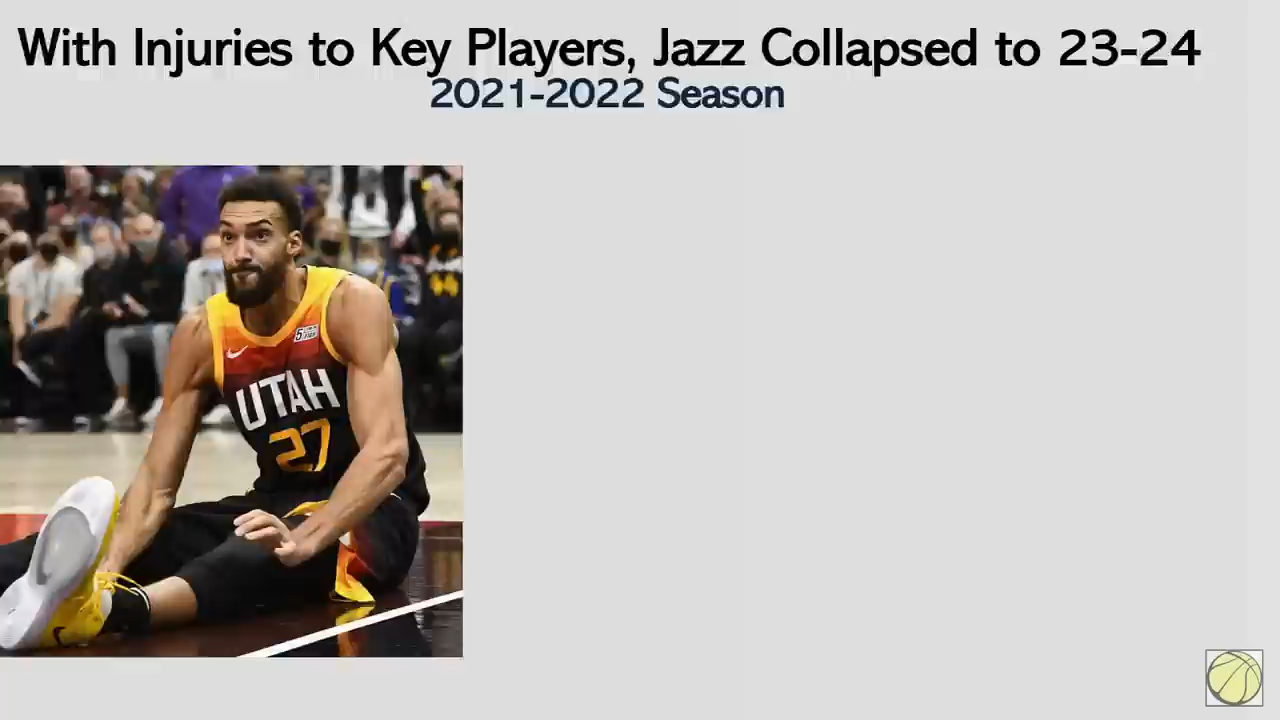 With Injuries to Key Players, Jazz Collapsed to 23-24
2021-2022 Season
UTAH
27